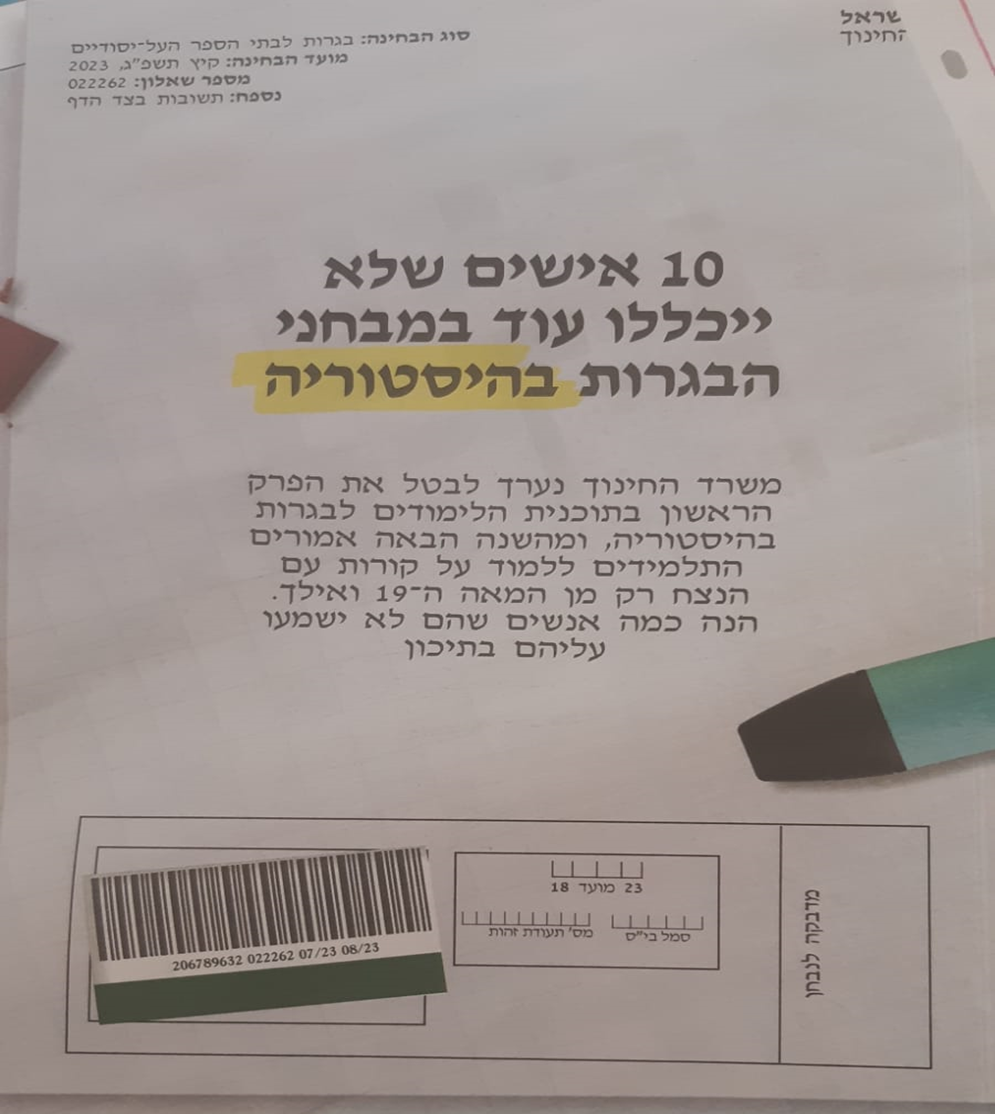 שראל
החינוך
סוג הבחינה: בגרות לבתי הספר העל־יסודיים
מועד הבחינה: קיץ תשפ"ג, 2023
מספר שאלון: 022262
נספח: תשובות בצד הדף
10 אישים שלא
ייכללו עוד במבחני
הבגרות בהיסטוריה
משרד החינוך נערך לבטל את הפרק
הראשון בתוכנית הלימודים לבגרות
בהיסטוריה, ומהשנה הבאה אמורים
התלמידים ללמוד על קורות עם
הנצח רק מן המאה ה־19 ואילך.
הנה כמה אנשים שהם לא ישמעו
עליהם בתיכון
23 מועד 18
סמל בי"ס
מס' תעודת זהות
206789632 022262 07/23 08/23
מדבקה לנבחן